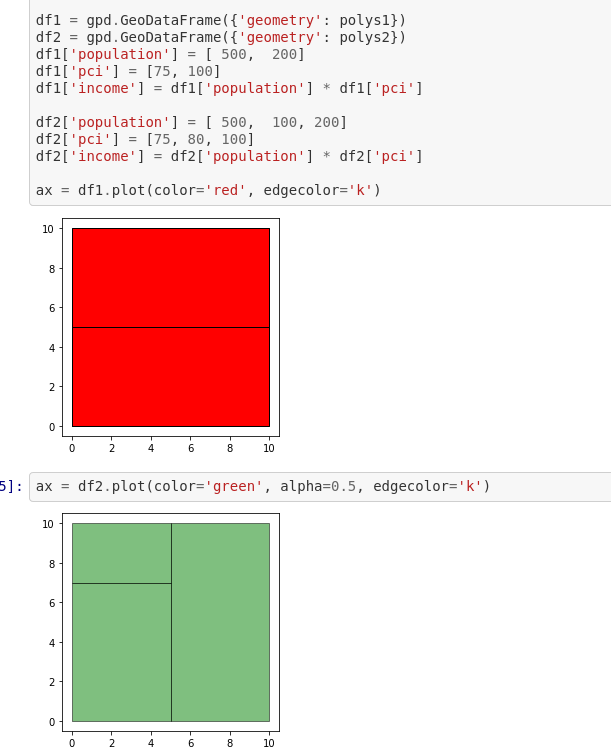 df1 = gpd.GeoDataFrame({'geometry': polys1})
df2 = gpd.GeoDataFrame({'geometry': polys2})
df1['population'] = [ 500,  200]
df1['pci'] = [75, 100]
df1['income'] = df1['population'] * df1['pci']
df2['population'] = [ 500,  100, 200]
df2['pci'] = [75, 80, 100]
df2['income'] = df2['population'] * df2['pci']
ax = df1.plot(color='red', edgecolor='k')
10
8
6
4
2
0
0 2 4 6 8 10
5]: ax = df2.plot(color='green', alpha=0.5, edgecolor='k')
10
8
6
4
2
0
0 2 4 6 8 10